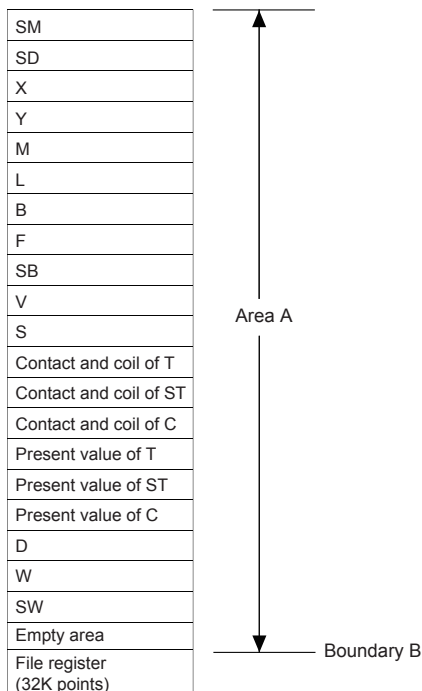 SM
SD
X
Y
M
L
B
F
SB
V
S
Contact and coil of T
Contact and coil of ST
Contact and coil of C
Present value of T
Present value of ST
Present value of C
D
W
SW
Empty area
File register
(32K points)
Area A
Boundary B